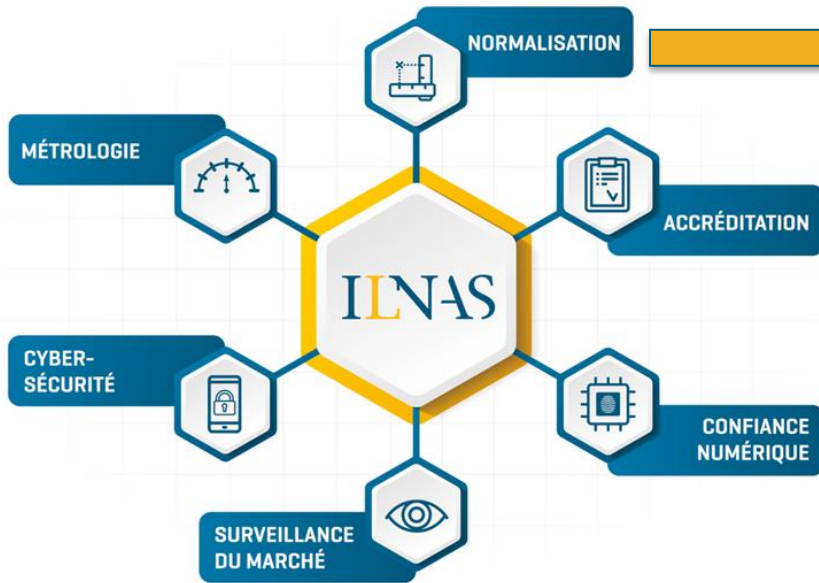 NORMALISATION
MÉTROLOGIE
ACCRÉDITATION
ILNAS
CYBER-
SÉCURITÉ
CONFIANCE
NUMÉRIQUE
SURVEILLANCE
DU MARCHÉ